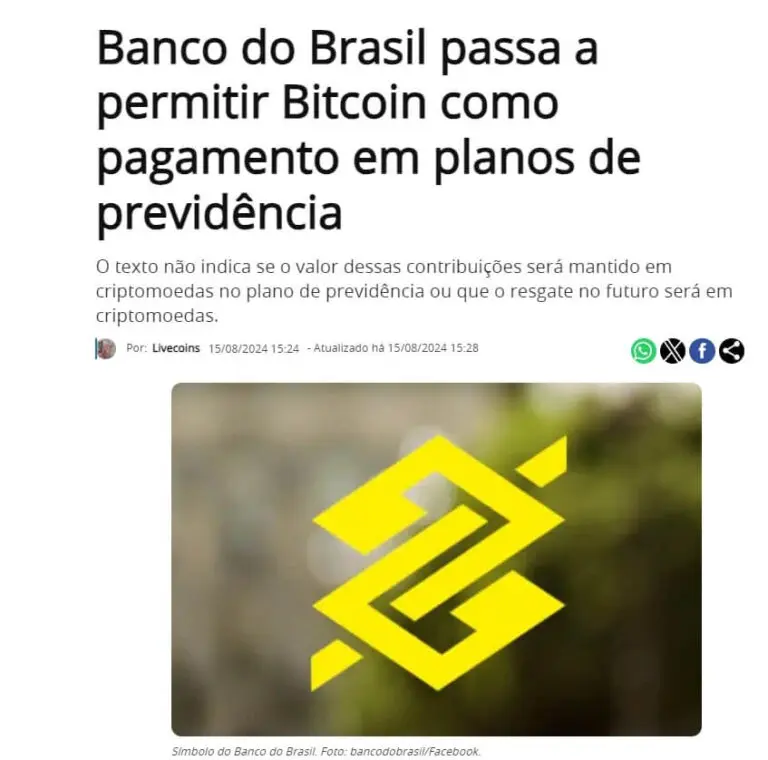 Banco do Brasil passa a
permitir Bitcoin como
pagamento em planos de
previdência
O texto não indica se o valor dessas contribuições será mantido em
criptomoedas no plano de previdência ou que o resgate no futuro será em
criptomoedas.
Por: Livecoins 15/08/2024 15:24 - Atualizado há 15/08/2024 15:28
Símbolo do Banco do Brasil. Foto: bancodobrasil/Facebook.